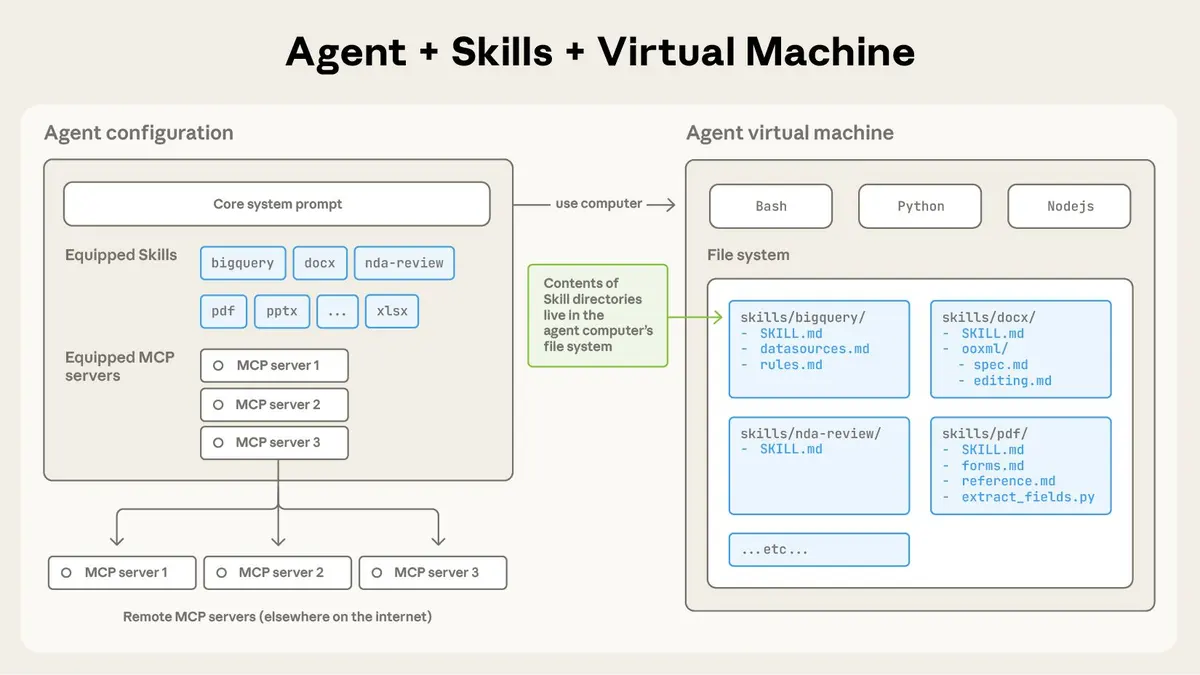 Agent + Skills + Virtual Machine
Agent configuration
Core system prompt
Equipped Skills
bigquery
docx
nda-review
pdf
pptx
...
xlsx
Equipped MCP
servers
MCP server 1
MCP server 2
MCP server 3
MCP server 1
MCP server 2
MCP server 3
Remote MCP servers (elsewhere on the internet)
use computer
Contents of
Skill directories
live in the
agent computer’s
file system
Agent virtual machine
Bash
Python
Nodejs
File system
skills/bigquery/
- SKILL.md
- datasources.md
- rules.md
skills/docx/
- SKILL.md
- ooxml/
- spec.md
- editing.md
skills/nda-review/
- SKILL.md
skills/pdf/
- SKILL.md
- forms.md
- reference.md
- extract_fields.py
...etc...